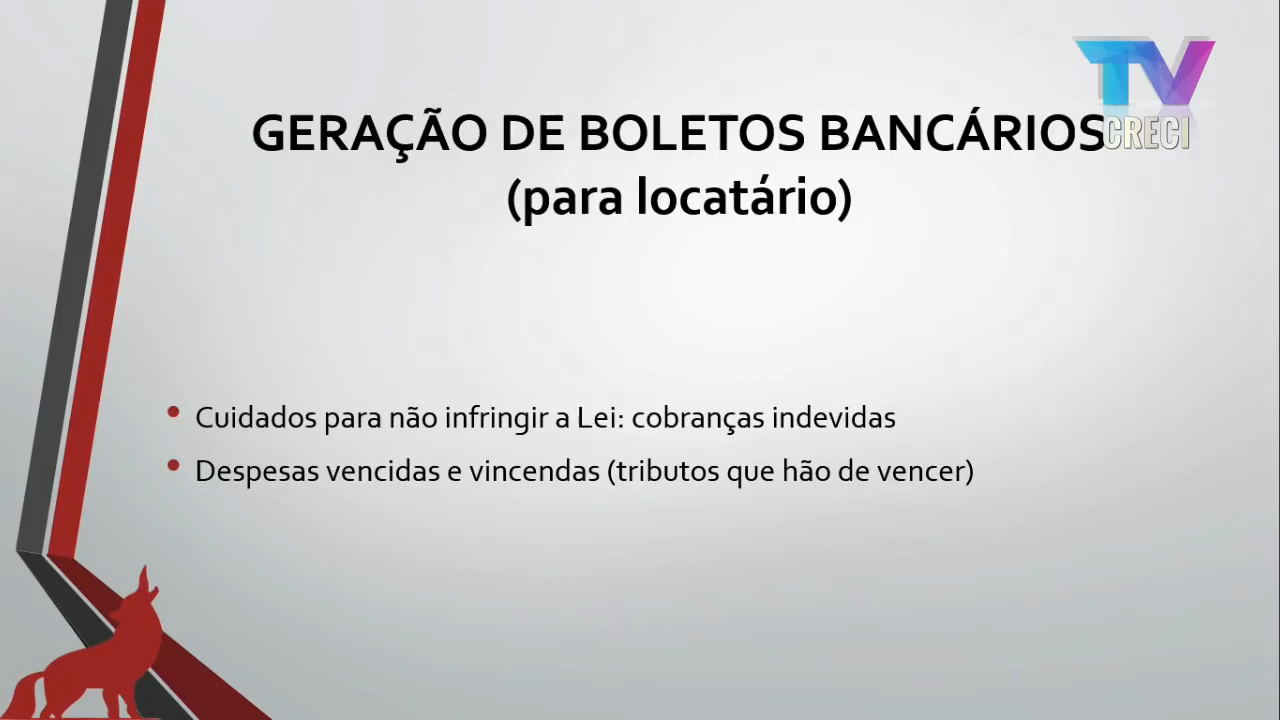 TV
CRECI
GERAÇÃO DE BOLETOS BANCÁRIOS
(para locatário)
Cuidados para não infringir a Lei: cobranças indevidas
Despesas vencidas e vincendas (tributos que hão de vencer)